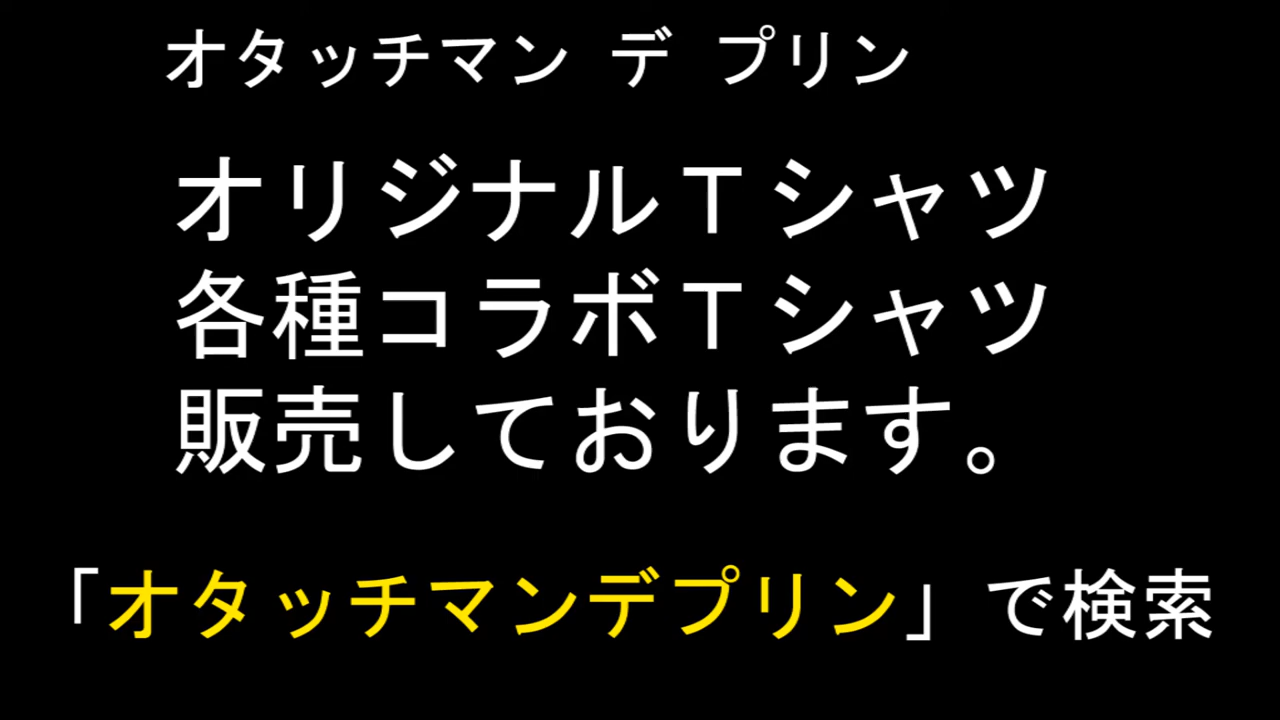 オタッチマン デ プリン
オリジナルＴシャツ
各種コラボＴシャツ
販売しております。
「オタッチマンデプリン」で検索